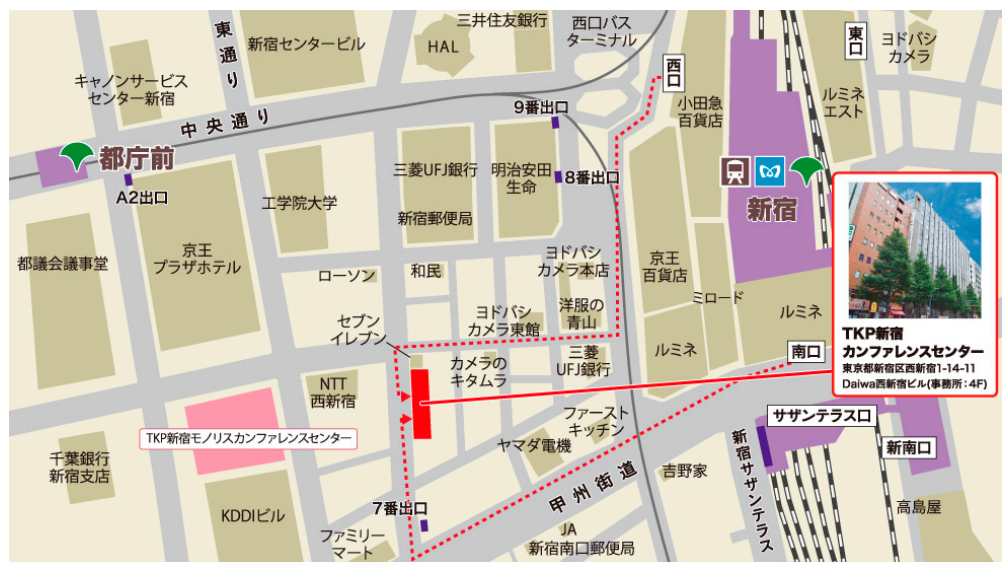 東通り
新宿センタービル
三井住友銀行
HAL
西口バス
ターミナル
東口
ヨドバシ
カメラ
キャノンサービス
センター新宿
西口
小田急
百貨店
ルミネ
エスト
中央通り
9番出口
都庁前
A2出口
三菱UFJ銀行
明治安田
生命
8番出口
新宿
工学院大学
新宿郵便局
都議会議事堂
京王
プラザホテル
ローソン
和民
ヨドバシ
カメラ本店
京王
百貨店
ミロード
ルミネ
セブン
イレブン
ヨドバシ
カメラ東館
洋服の
青山
ルミネ
南口
TKP新宿
カンファレンスセンター
東京都新宿区西新宿1-14-11
Daiwa西新宿ビル(事務所:4F)
NTT
西新宿
カメラの
キタムラ
三菱
UFJ銀行
TKP新宿モノリスカンファレンスセンター
ファースト
キッチン
サザンテラス口
ヤマダ電機
新南口
千葉銀行
新宿支店
吉野家
新宿サザンテラス
甲州街道
7番出口
KDDIビル
高島屋
ファミリー
マート
JA
新宿南口郵便局